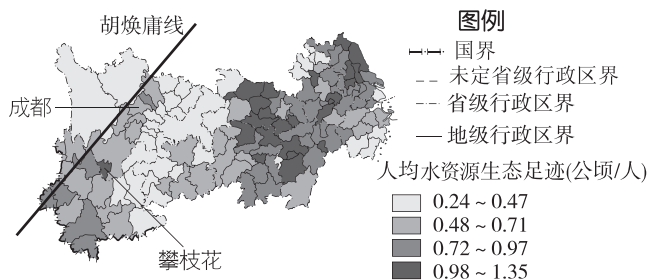 胡焕庸线
成都
攀枝花
图例
国界
未定省级行政区界
省级行政区界
地级行政区界
人均水资源生态足迹(公顷/人)
0.24～0.47
0.48～0.71
0.72～0.97
0.98～1.35